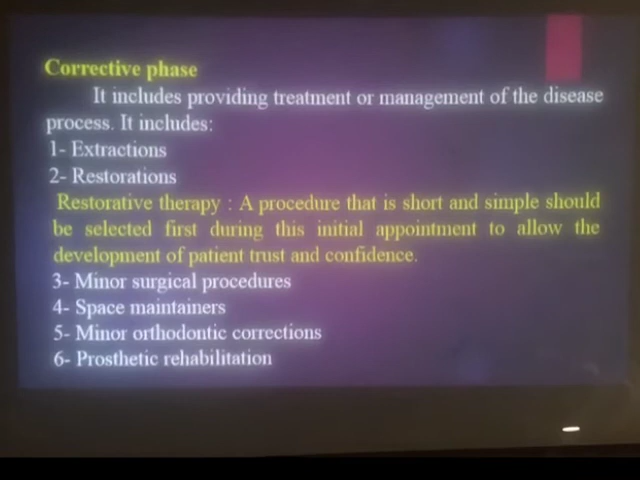 Corrective phase
It includes providing treatment or management of the disease
process. It includes:
1- Extractions
2- Restorations
Restorative therapy : A procedure that is short and simple should
be selected first during this initial appointment to allow the
development of patient trust and confidence.
3- Minor surgical procedures
4- Space maintainers
5- Minor orthodontic corrections
6- Prosthetic rehabilitation